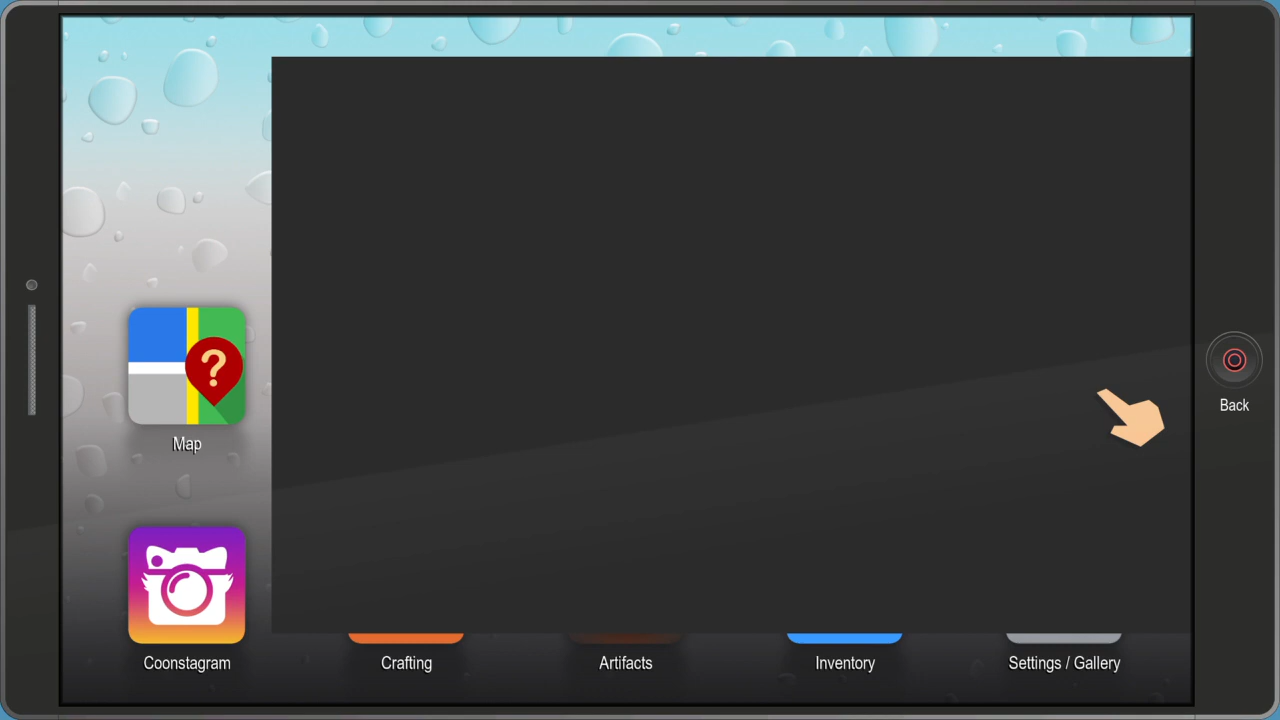 ?
Map
Back
Coonstagram
Crafting
Artifacts
Inventory
Settings / Gallery